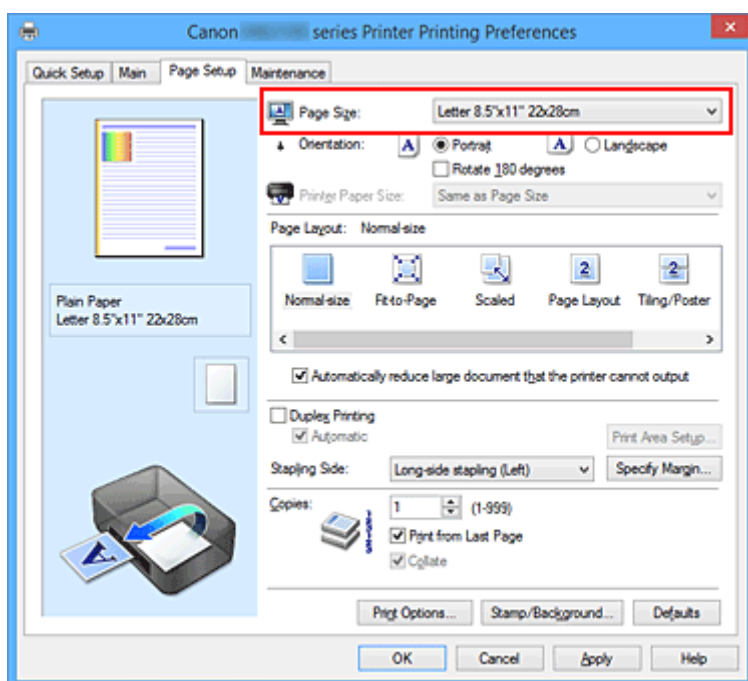 Canon series Printer Printing Preferences
Quick Setup Main Page Setup Maintenance
Page Size: Letter 8.5"x11" 22x28cm
Orientation: A Portrait A Landscape
Rotate 180 degrees
Printer Paper Size: Same as Page Size
Page Layout: Normal-size
2 2
Normal-size Fit-to-Page Scaled Page Layout Tiling/Poster
Plain Paper
Letter 8.5"x11" 22x28cm
Automatically reduce large document that the printer cannot output
Duplex Printing
Automatic
Print Area Setup...
Stapling Side: Long-side stapling (Left) Specify Margin...
Copies: 1 (1-999)
Print from Last Page
Collate
A
Print Options... Stamp/Background... Defaults
OK Cancel Apply Help